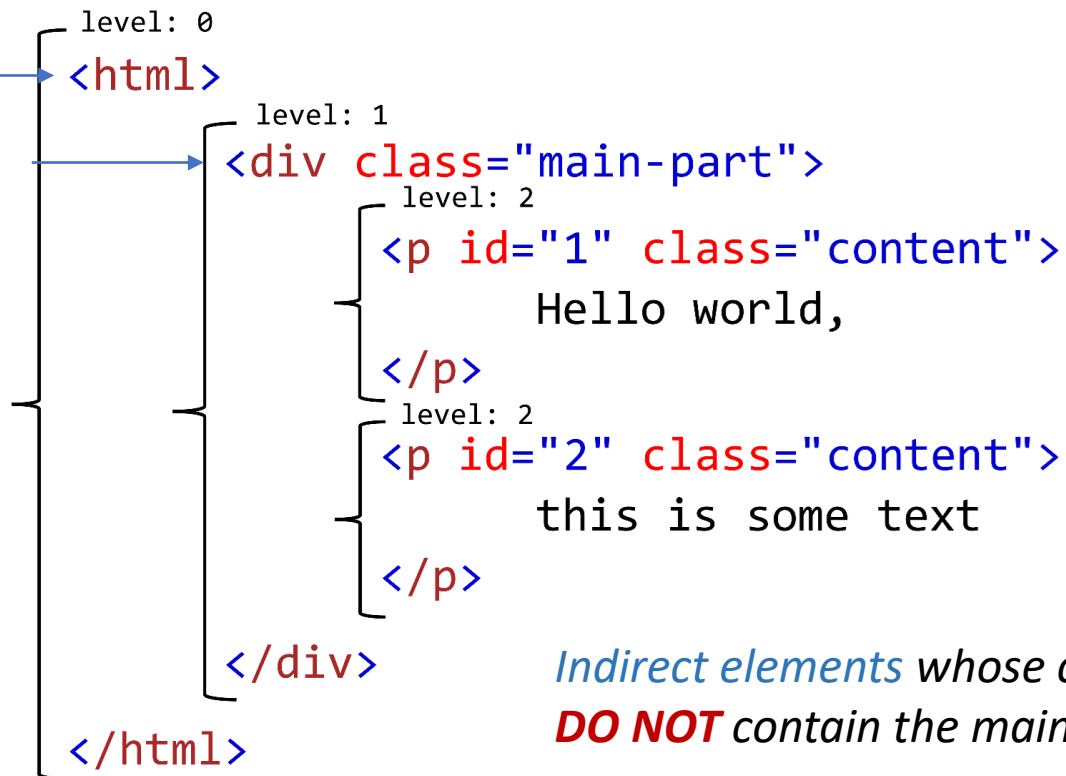 level: 0
<html>
level: 1
<div class="main-part">
level: 2
<p id="1" class="content">
Hello world,
</p>
level: 2
<p id="2" class="content">
this is some text
</p>
</div>
Indirect elements whose
DO NOT contain the main
</html>